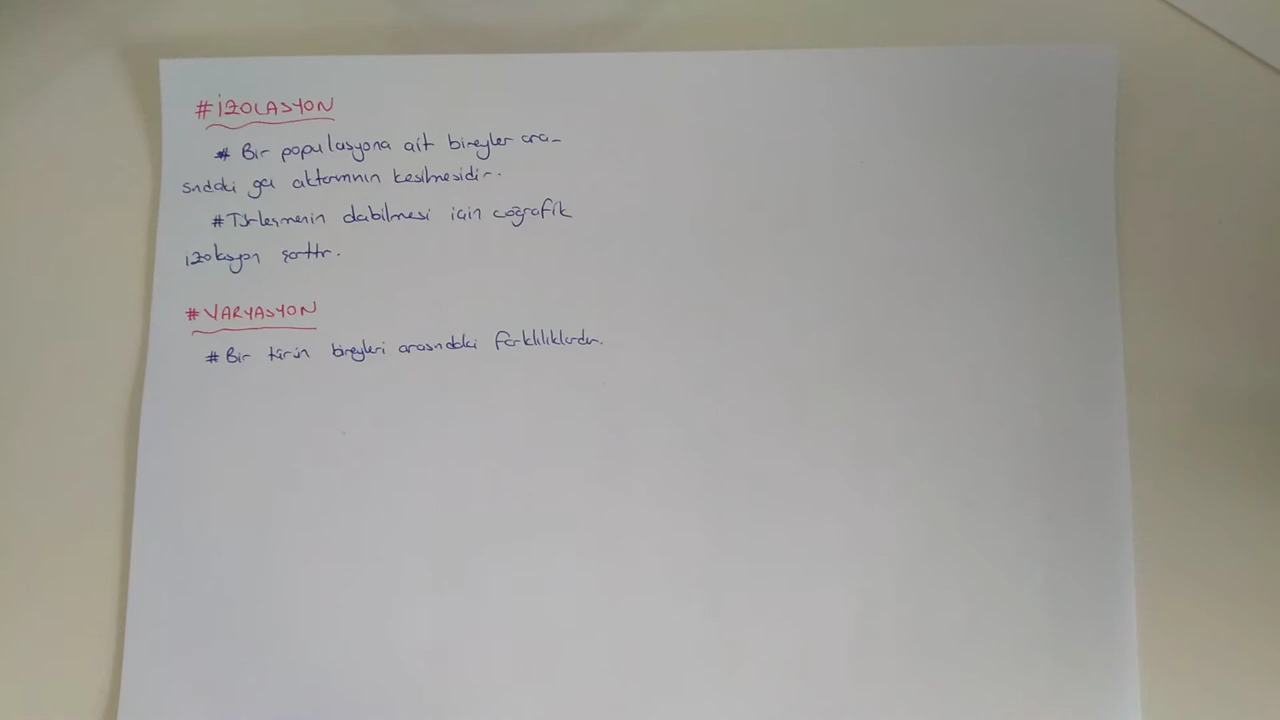 #İZOLASYON
# Bir populasyona ait bireyler ara-
sındaki gen aktarımının kesilmesidir.
#Türleşmenin olabilmesi için coğrafik
izolasyon şarttır.
#VARYASYON
#Bir türün bireyleri arasındaki farklılıklardır.